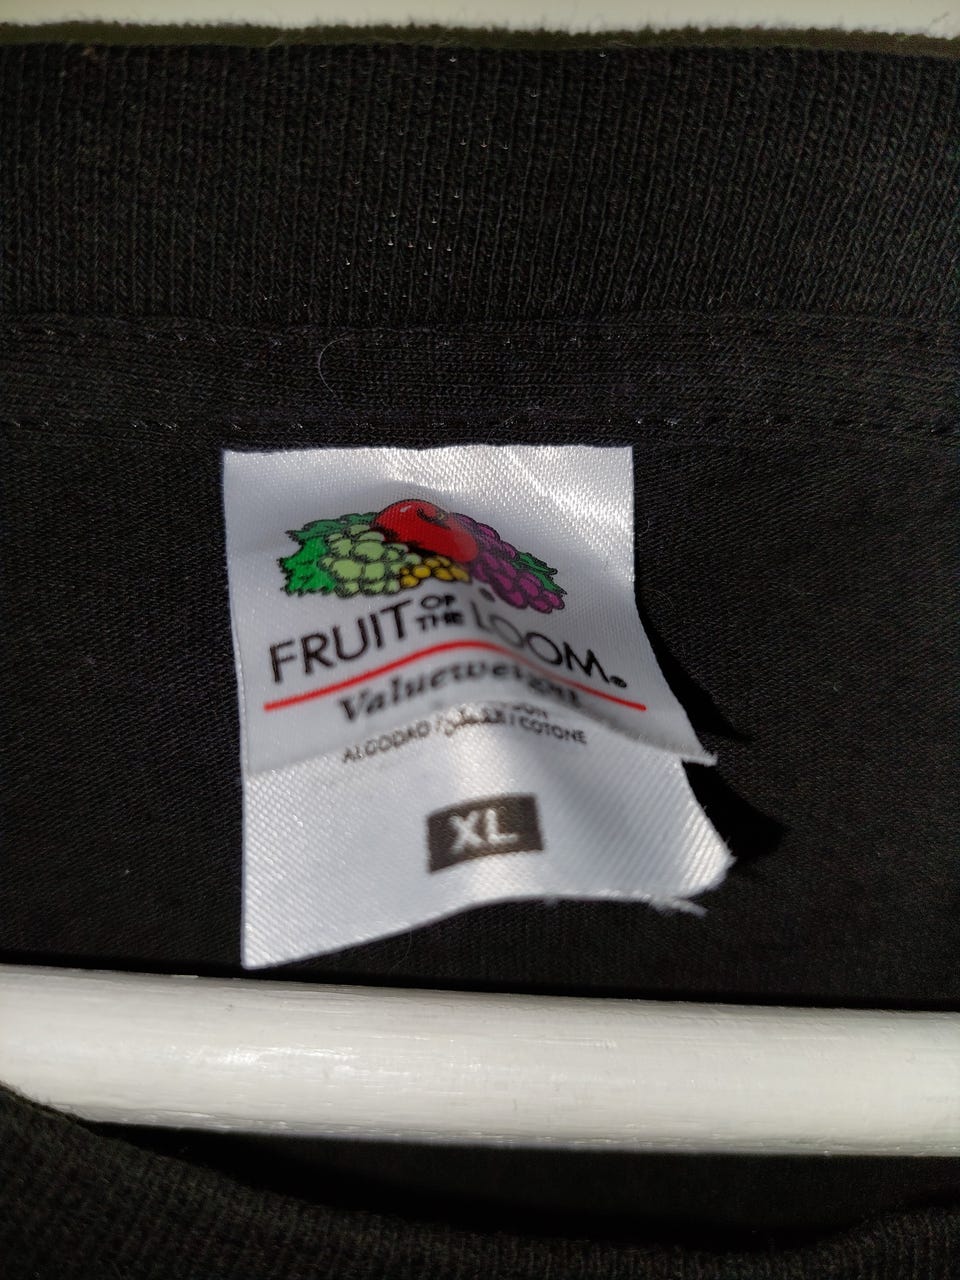 FRUIT OF THE LOOM®
Valueweight
ALGODAO / COTONE
XL